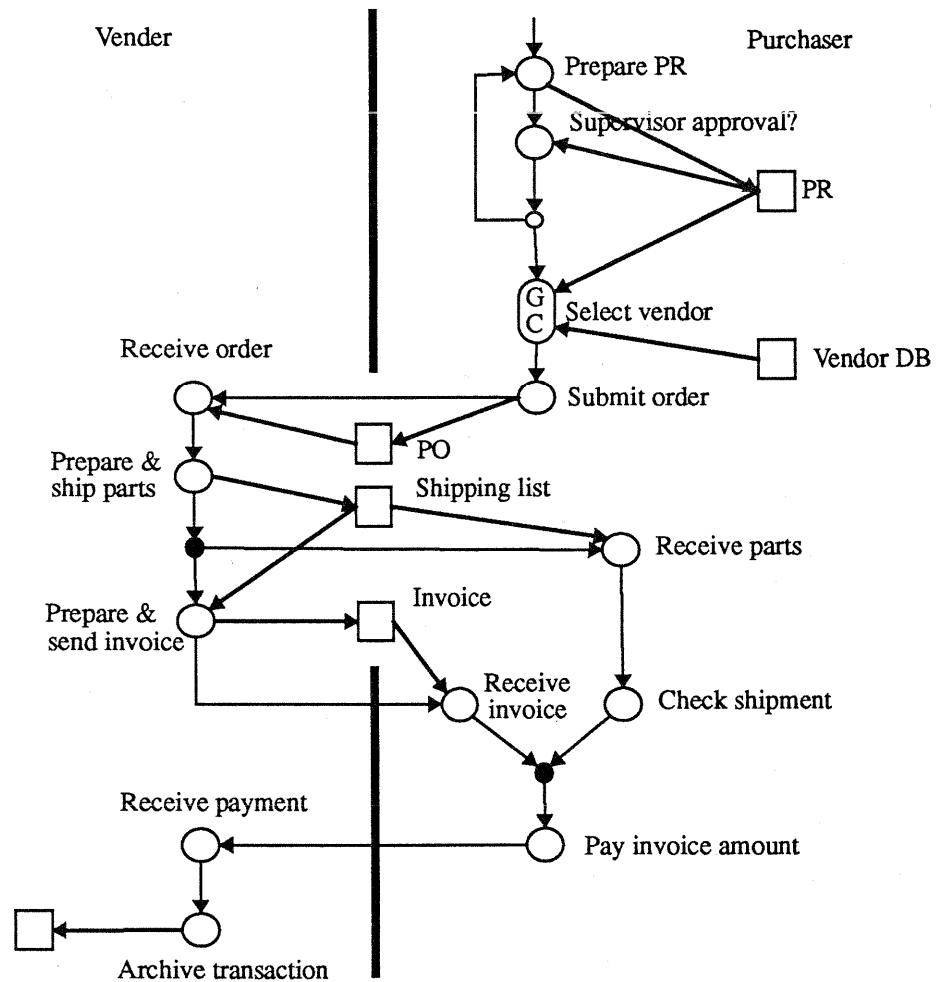 Vender
Purchaser
Prepare PR
Supervisor approval?
PR
G
C
Select vendor
Vendor DB
Receive order
Submit order
PO
Prepare &
ship parts
Shipping list
Receive parts
Invoice
Prepare &
send invoice
Receive
invoice
Check shipment
Receive payment
Pay invoice amount
Archive transaction